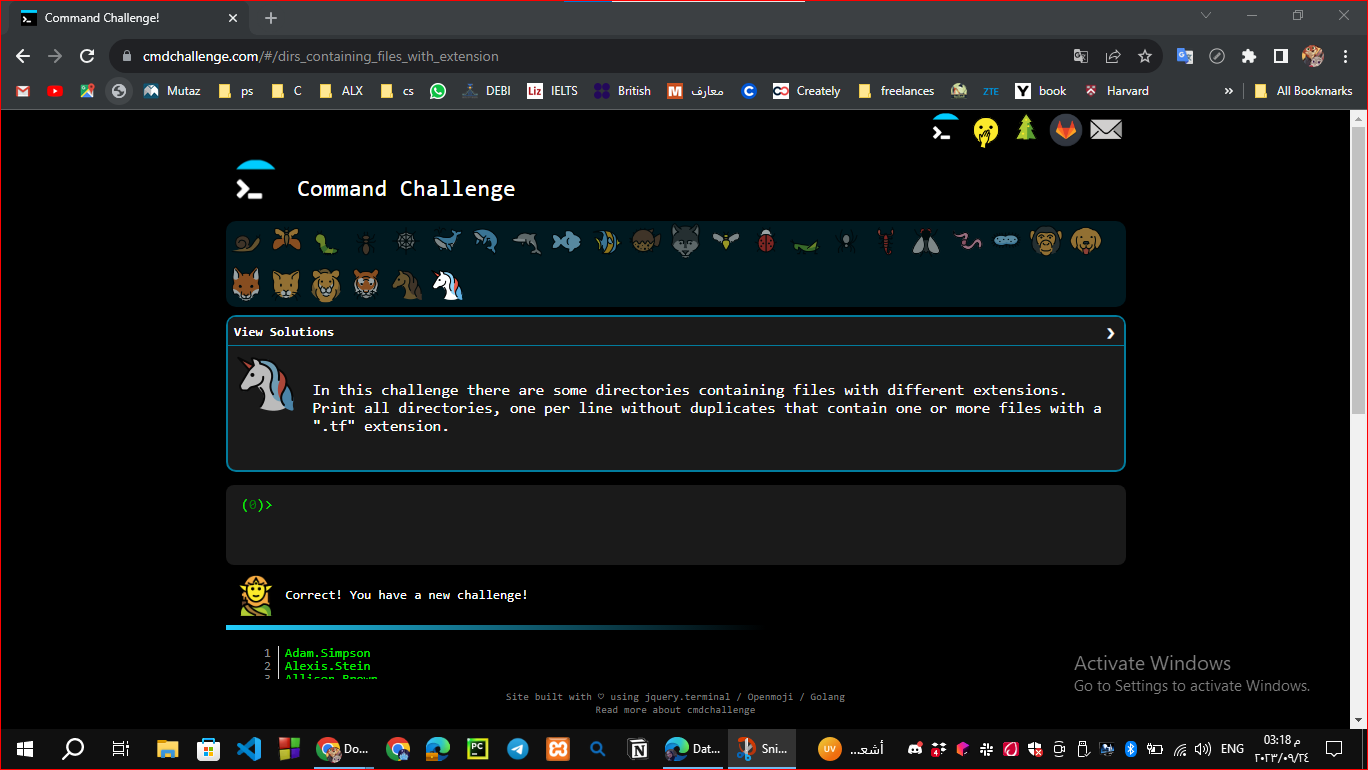 Command Challenge!
cmdchallenge.com/#/dirs_containing_files_with_extension
Mutaz ps C ALX cs DEBI Liz IELTS British M معارف C Creately freelances ZTE Y book Harvard » All Bookmarks
Command Challenge
View Solutions
In this challenge there are some directories containing files with different extensions.
Print all directories, one per line without duplicates that contain one or more files with a
".tf" extension.
(0)>
Correct! You have a new challenge!
1 Adam.Simpson
2 Alexis.Stein
3 Allison.Brown
Activate Windows
Go to Settings to activate Windows.
Site built with ♡ using jquery.terminal / Openmoji / Golang
Read more about cmdchallenge
PC Do... Dat... Sni... UV أشعـ... ENG 03:18 م
٢٠٢٣/٠٩/٢٤